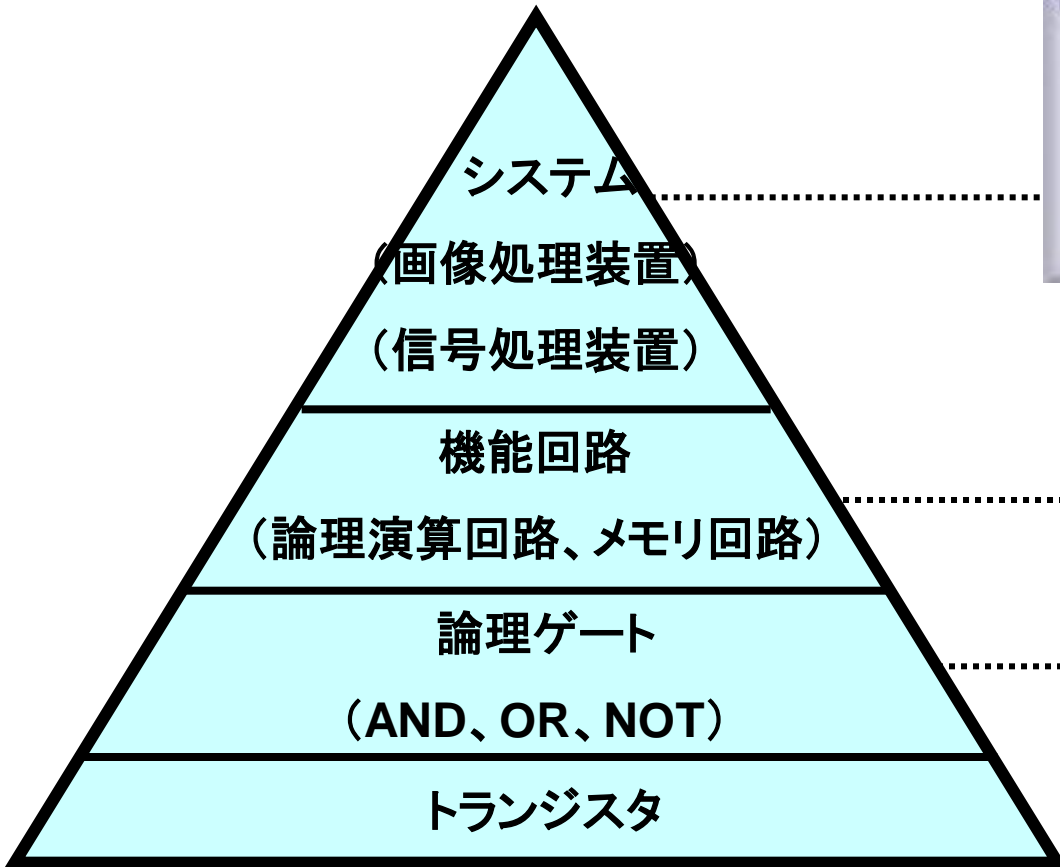 システム
（画像処理装置）
（信号処理装置）
機能回路
（論理演算回路、メモリ回路）
論理ゲート
（AND、OR、NOT）
トランジスタ